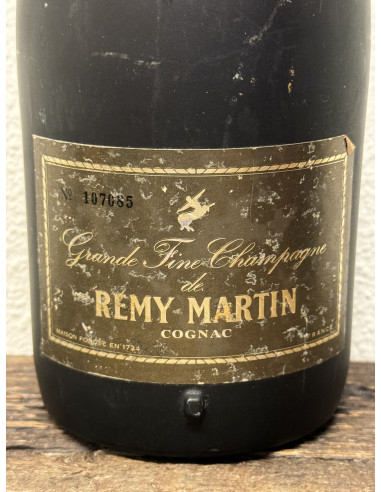 No 107085
Grande Fine Champagne
de
REMY MARTIN
COGNAC
MAISON FONDÉE EN 1724 FRANCE